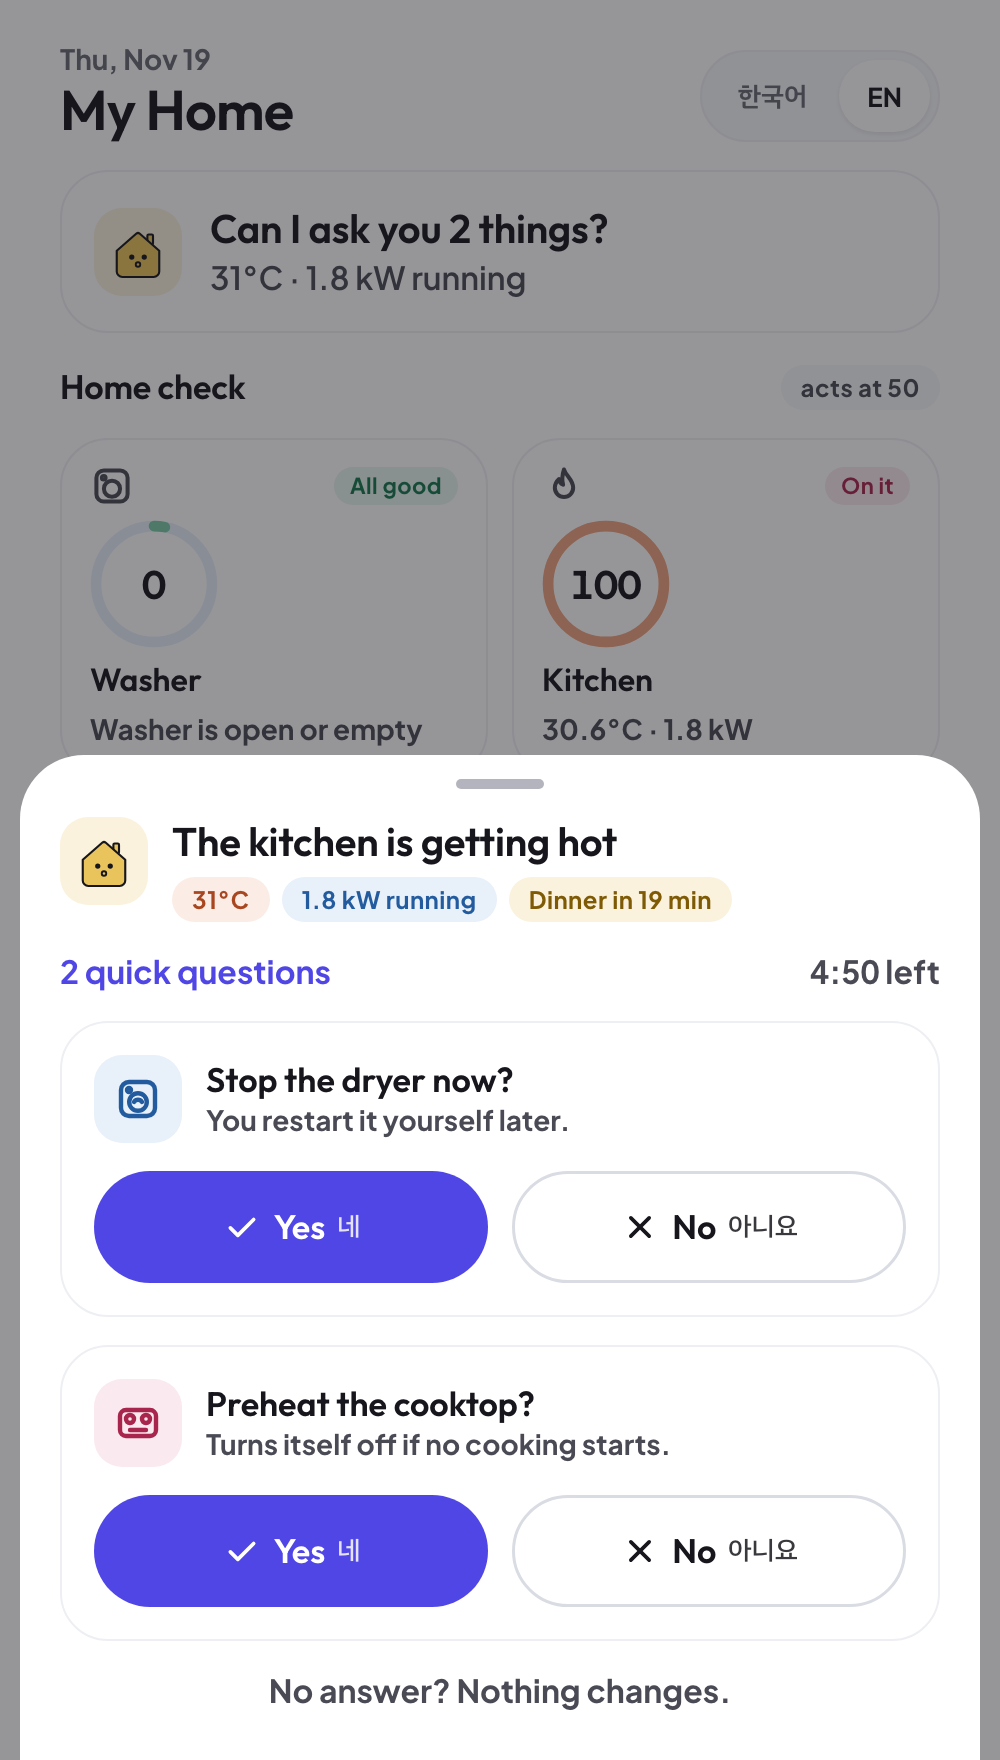 Thu, Nov 19
My Home
한국어 EN
Can I ask you 2 things?
31°C · 1.8 kW running
Home check
acts at 50
All good
0
Washer
Washer is open or empty
On it
100
Kitchen
30.6°C · 1.8 kW
The kitchen is getting hot
31°C 1.8 kW running Dinner in 19 min
2 quick questions
4:50 left
Stop the dryer now?
You restart it yourself later.
Yes 네
No 아니요
Preheat the cooktop?
Turns itself off if no cooking starts.
Yes 네
No 아니요
No answer? Nothing changes.